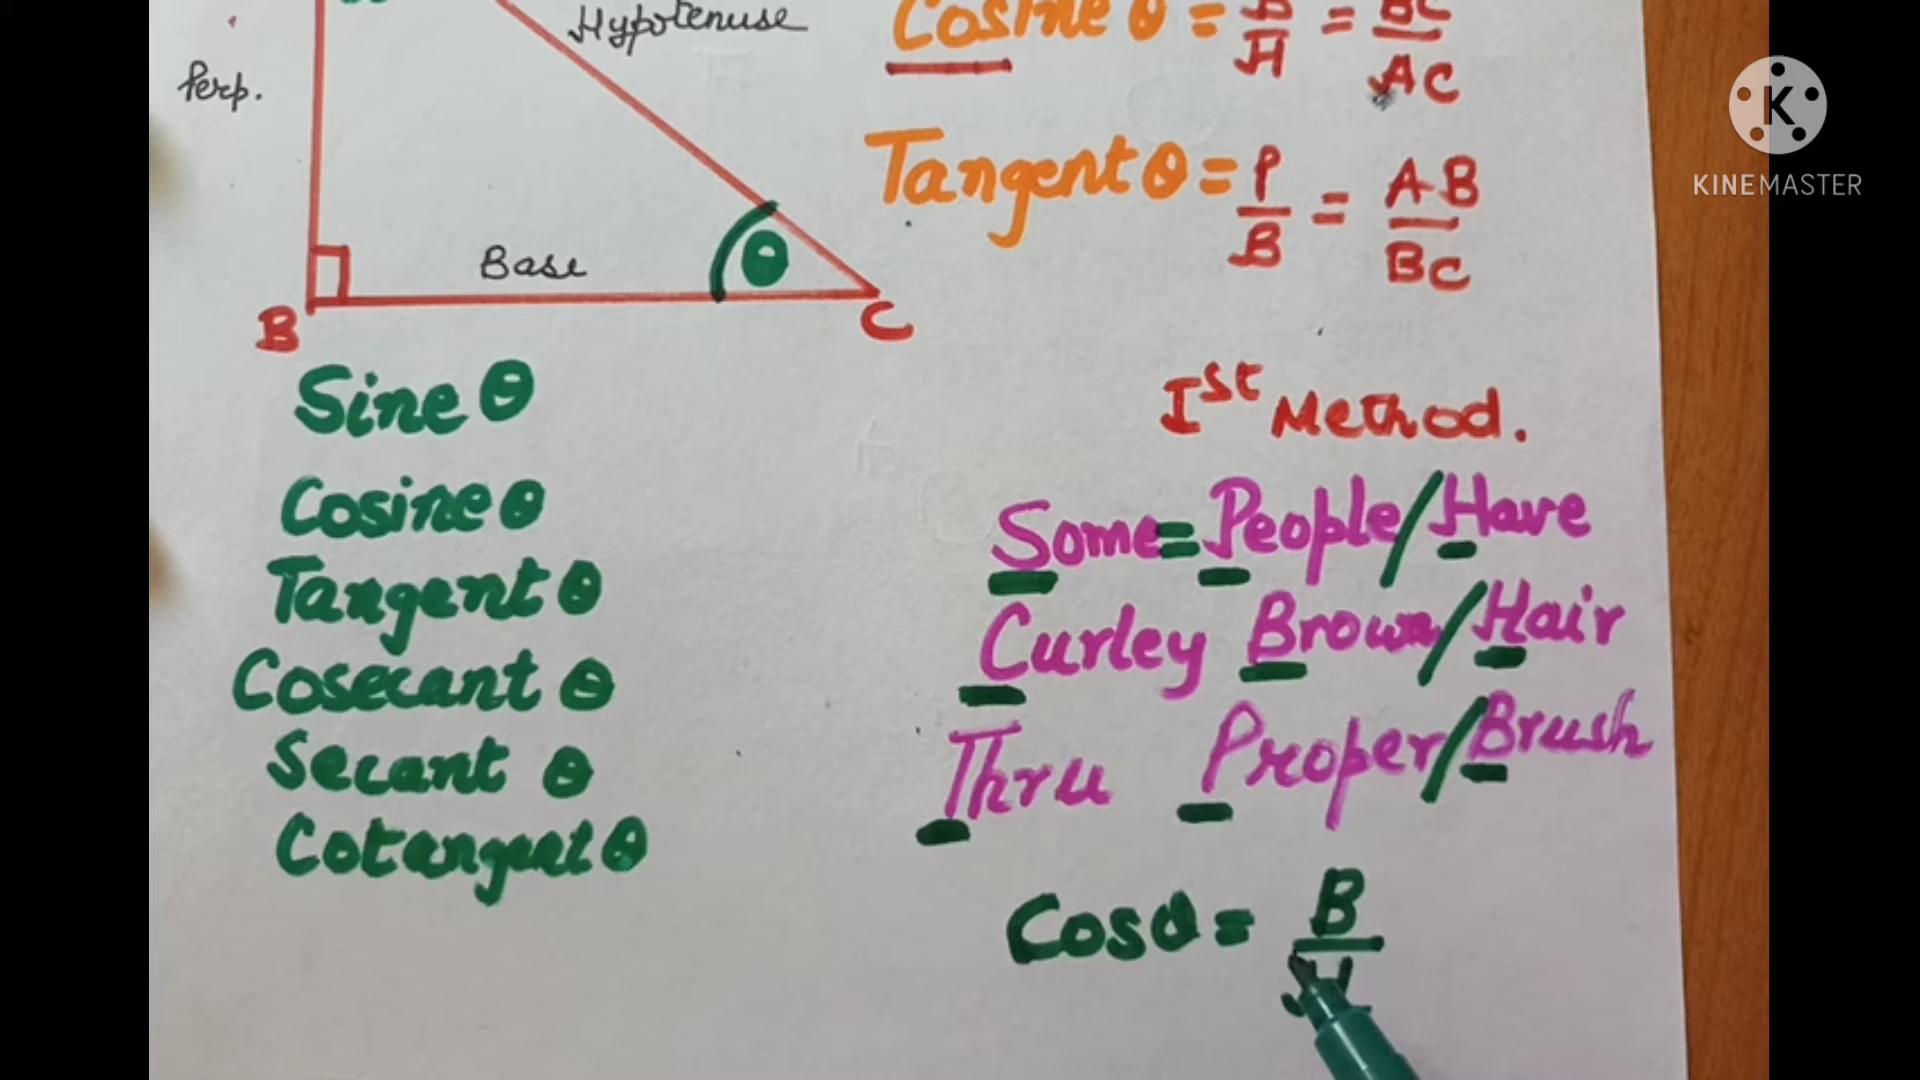 Hypotenuse
Perp.
Cosine θ = B/H = BC/AC
Tangent θ = P/B = AB/BC
Base
θ
B
C
Sine θ
Cosine θ
Tangent θ
Cosecant θ
Secant θ
Cotangent θ
Ist Method.
Some = People / Have
Curley Brown / Hair
Thru Proper / Brush
Cosθ = B/H
K
KINEMASTER